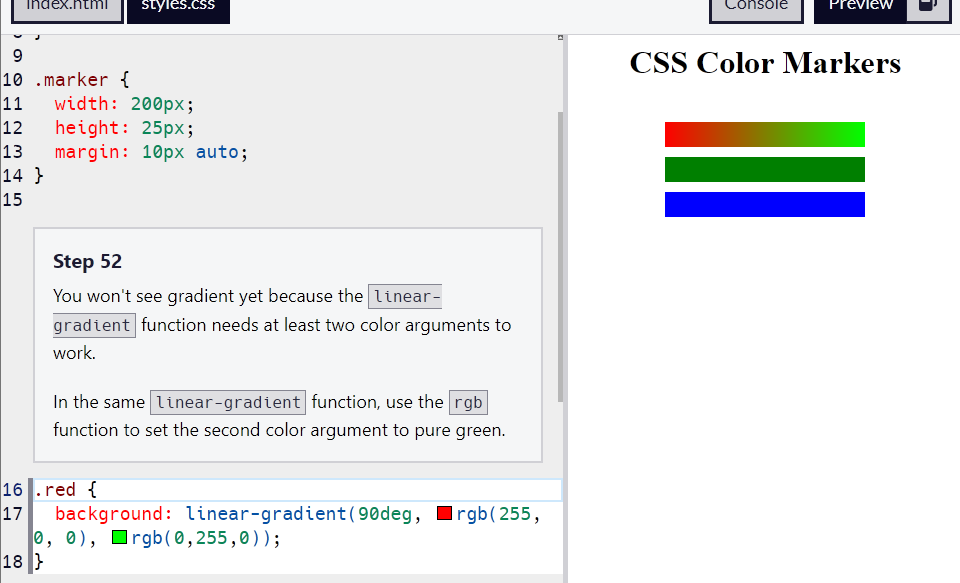 index.html
styles.css
Console
Preview
9
10 .marker {
11 width: 200px;
12 height: 25px;
13 margin: 10px auto;
14 }
15
Step 52
You won't see gradient yet because the linear-
gradient function needs at least two color arguments to
work.
In the same linear-gradient function, use the rgb
function to set the second color argument to pure green.
16 .red {
17 background: linear-gradient(90deg, rgb(255,
0, 0), rgb(0,255,0));
18 }
CSS Color Markers